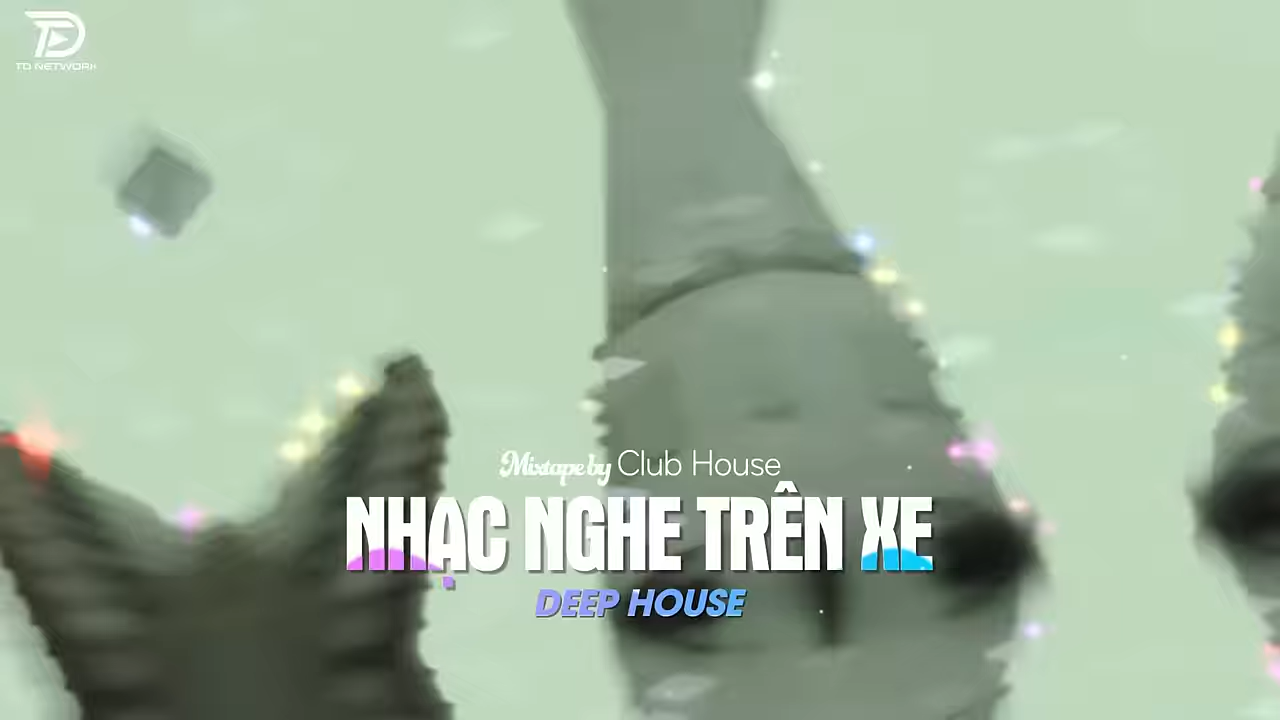 TD NETWORK
Mixtape by Club House
NHẠC NGHE TRÊN XE
DEEP HOUSE